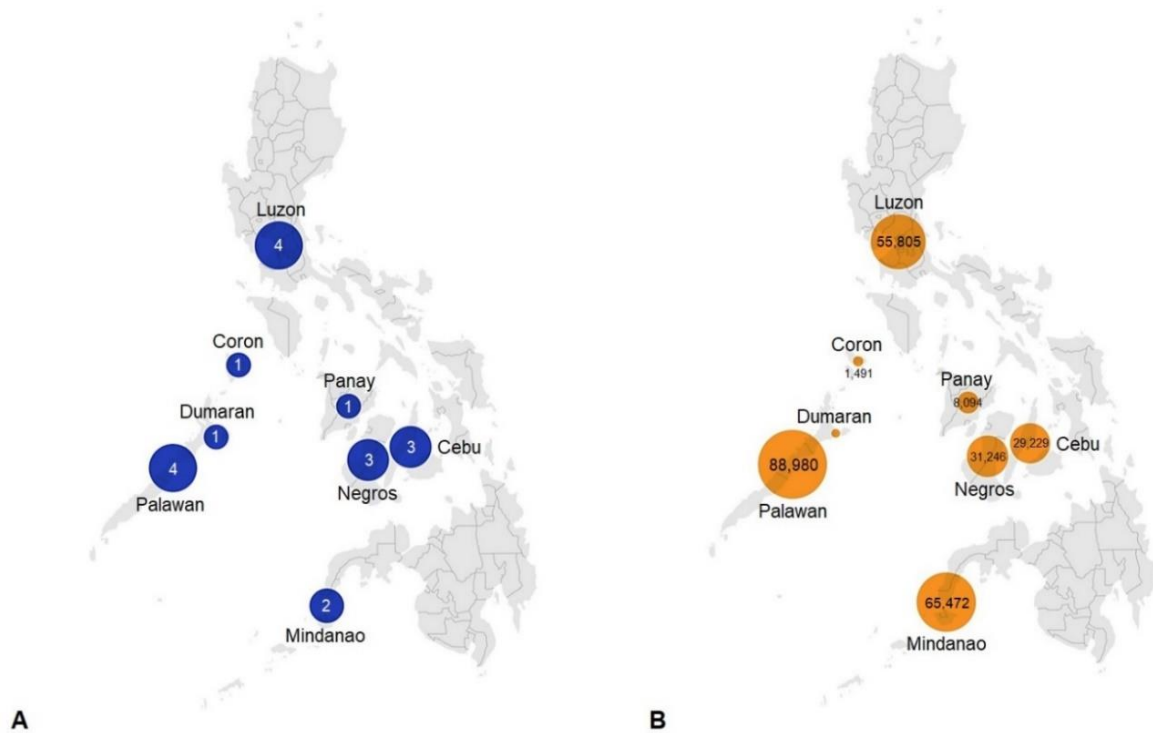 Luzon
4
Coron
1
Panay
1
Dumaran
1
3
Cebu
3
Negros
4
Palawan
2
Mindanao
A
Luzon
55,805
Coron
1,491
Panay
8,094
Dumaran
29,229
Cebu
31,246
Negros
88,980
Palawan
65,472
Mindanao
B